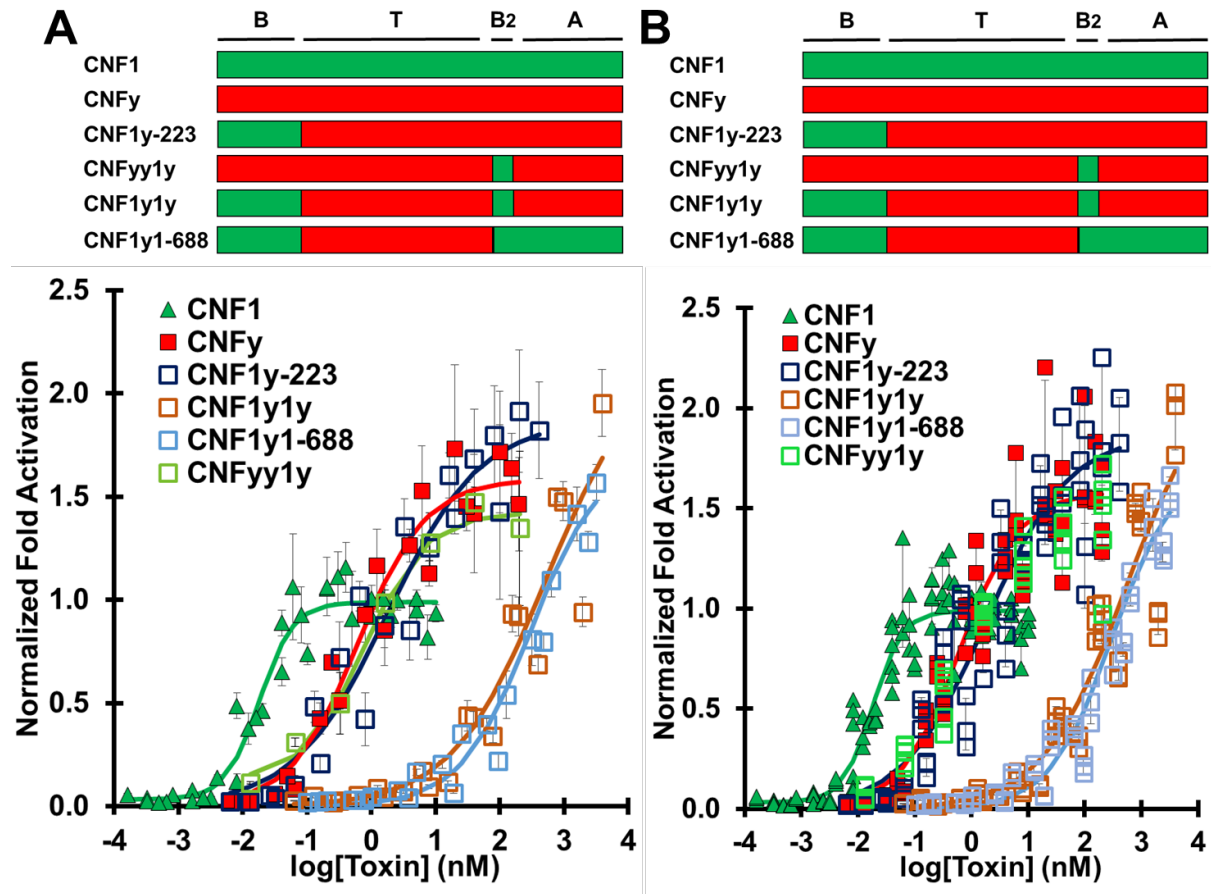 A
B T B2 A
CNF1
CNFy
CNF1y-223
CNFyy1y
CNF1y1y
CNF1y1-688
2.5
2.0
1.5
1.0
0.5
0.0
Normalized Fold Activation
CNF1
CNFy
CNF1y-223
CNF1y1y
CNF1y1-688
CNFyy1y
-4 -3 -2 -1 0 1 2 3 4
log[Toxin] (nM)
B
B T B2 A
CNF1
CNFy
CNF1y-223
CNFyy1y
CNF1y1y
CNF1y1-688
2.5
2.0
1.5
1.0
0.5
0.0
Normalized Fold Activation
CNF1
CNFy
CNF1y-223
CNF1y1y
CNF1y1-688
CNFyy1y
-4 -3 -2 -1 0 1 2 3 4
log[Toxin] (nM)